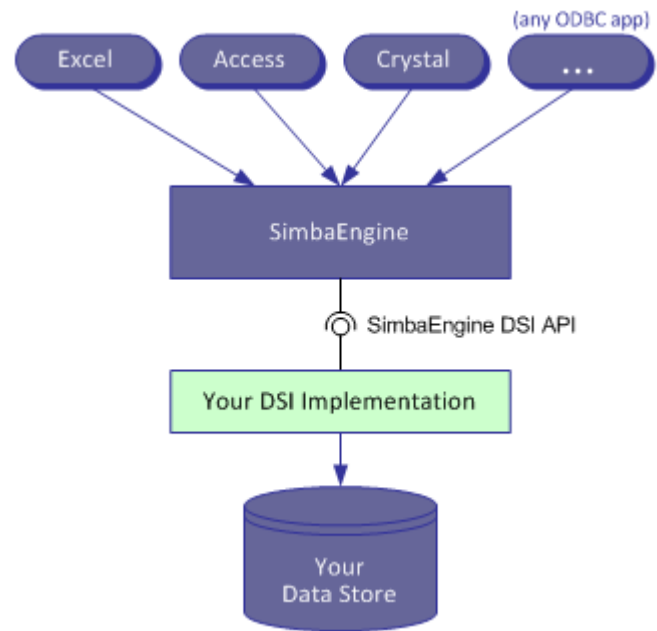 (any ODBC app)
Excel
Access
Crystal
...
SimbaEngine
SimbaEngine DSI API
Your DSI Implementation
Your
Data Store